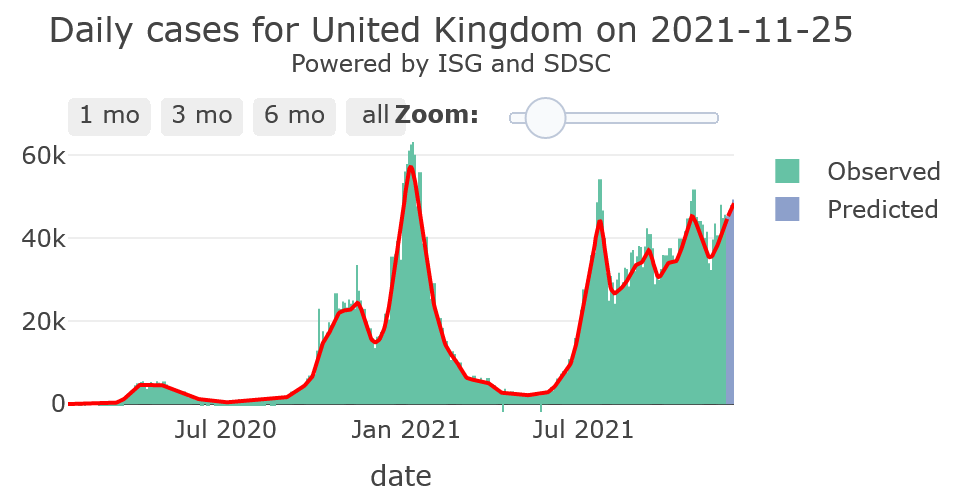 Daily cases for United Kingdom on 2021-11-25
Powered by ISG and SDSC
1 mo 3 mo 6 mo all Zoom:
60k
40k
20k
0
Observed
Predicted
Jul 2020 Jan 2021 Jul 2021
date